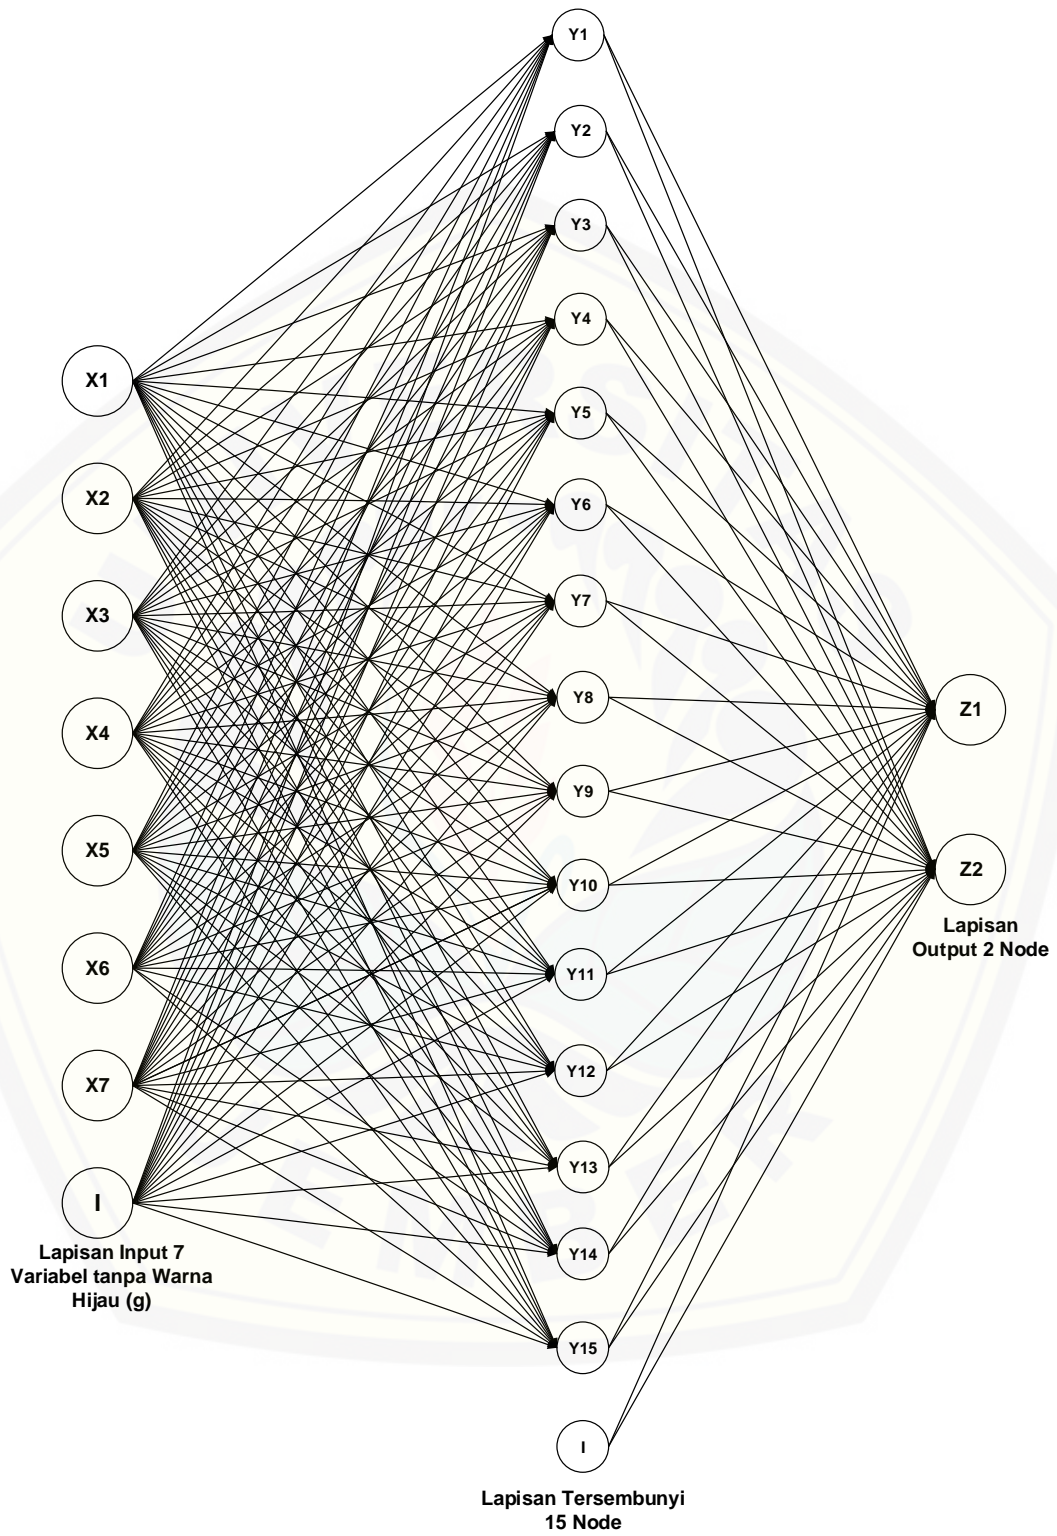 Y1
Y2
Y3
Y4
Y5
Y6
Y7
Y8
Y9
Y10
Y11
Y12
Y13
Y14
Y15
I
Lapisan Tersembunyi
15 Node
X1
X2
X3
X4
X5
X6
X7
I
Lapisan Input 7
Variabel tanpa Warna
Hijau (g)
Z1
Z2
Lapisan
Output 2 Node